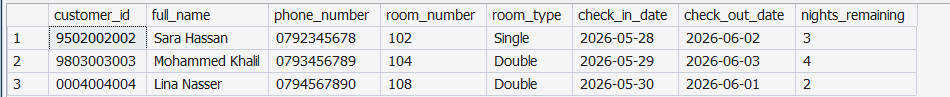 customer_id full_name phone_number room_number room_type check_in_date check_out_date nights_remaining
1 9502002002 Sara Hassan 0792345678 102 Single 2026-05-28 2026-06-02 3
2 9803003003 Mohammed Khalil 0793456789 104 Double 2026-05-29 2026-06-03 4
3 0004004004 Lina Nasser 0794567890 108 Double 2026-05-30 2026-06-01 2